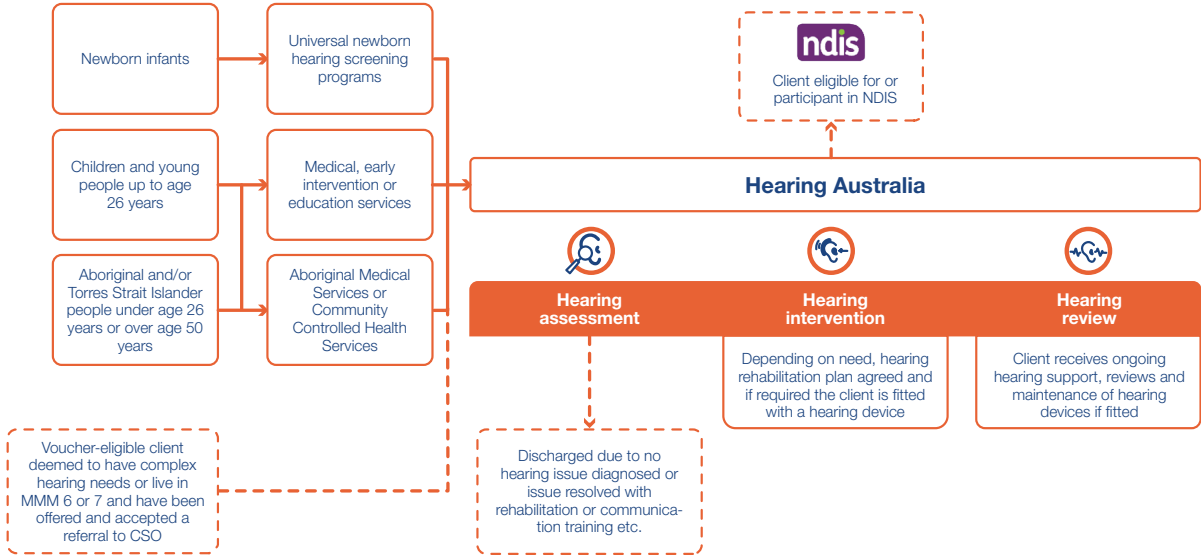 Newborn infants
Universal newborn
hearing screening
programs
ndis
Client eligible for or
participant in NDIS
Children and young
people up to age
26 years
Medical, early
intervention or
education services
Hearing Australia
Aboriginal and/or
Torres Strait Islander
people under age 26
years or over age 50
years
Aboriginal Medical
Services or
Community
Controlled Health
Services
Hearing
assessment
Hearing
intervention
Hearing
review
Depending on need, hearing
rehabilitation plan agreed and
if required the client is fitted
with a hearing device
Client receives ongoing
hearing support, reviews and
maintenance of hearing
devices if fitted
Voucher-eligible client
deemed to have complex
hearing needs or live in
MMM 6 or 7 and have been
offered and accepted a
referral to CSO
Discharged due to no
hearing issue diagnosed or
issue resolved with
rehabilitation or communica-
tion training etc.